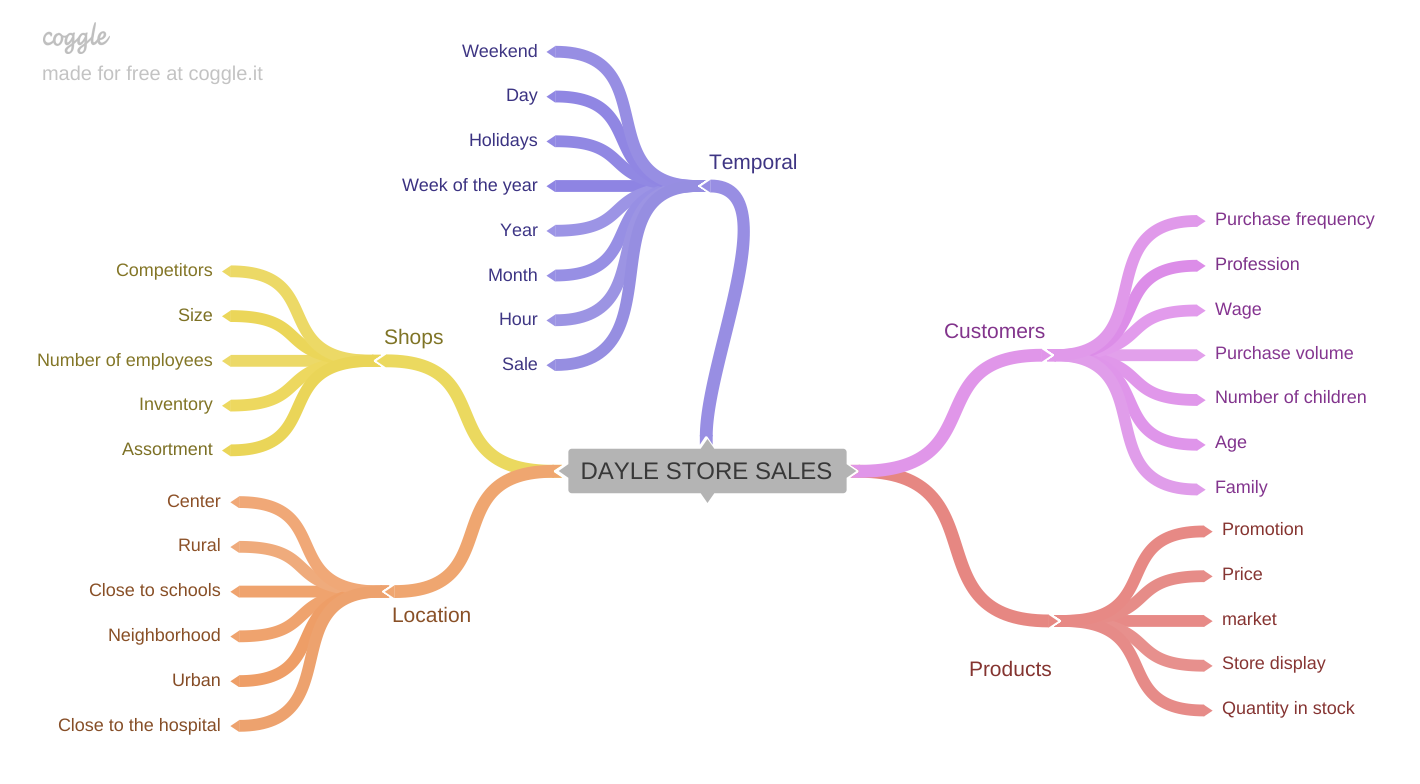 coggle
made for free at coggle.it
Weekend
Day
Holidays
Week of the year
Year
Month
Hour
Sale
Temporal
Competitors
Size
Number of employees
Inventory
Assortment
Shops
Center
Rural
Close to schools
Neighborhood
Urban
Close to the hospital
Location
DAYLE STORE SALES
Customers
Purchase frequency
Profession
Wage
Purchase volume
Number of children
Age
Family
Products
Promotion
Price
market
Store display
Quantity in stock